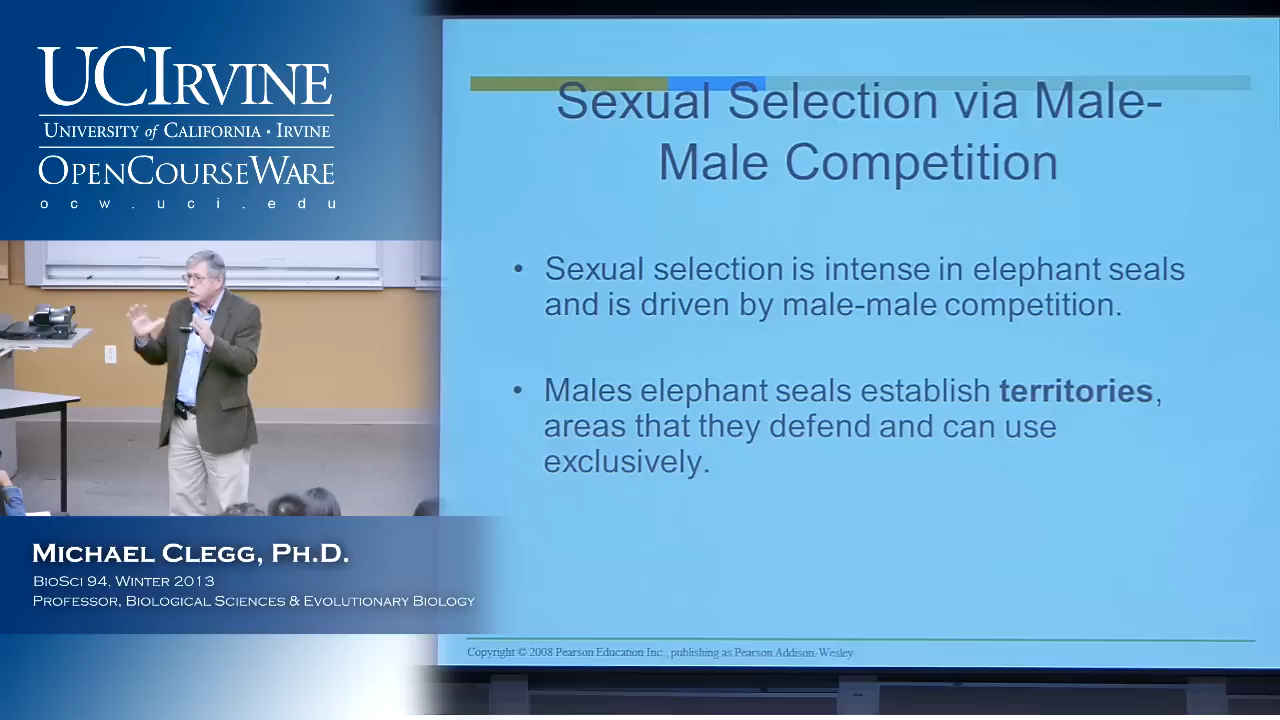 UCIRVINE
UNIVERSITY of CALIFORNIA · IRVINE
OPENCOURSEWARE
ocw.uci.edu
Sexual Selection via Male-
Male Competition
• Sexual selection is intense in elephant seals
and is driven by male-male competition.
• Males elephant seals establish territories,
areas that they defend and can use
exclusively.
Copyright © 2008 Pearson Education Inc., publishing as Pearson Addison-Wesley
MICHAEL CLEGG, PH.D.
BIOSCI 94, WINTER 2013
PROFESSOR, BIOLOGICAL SCIENCES & EVOLUTIONARY BIOLOGY